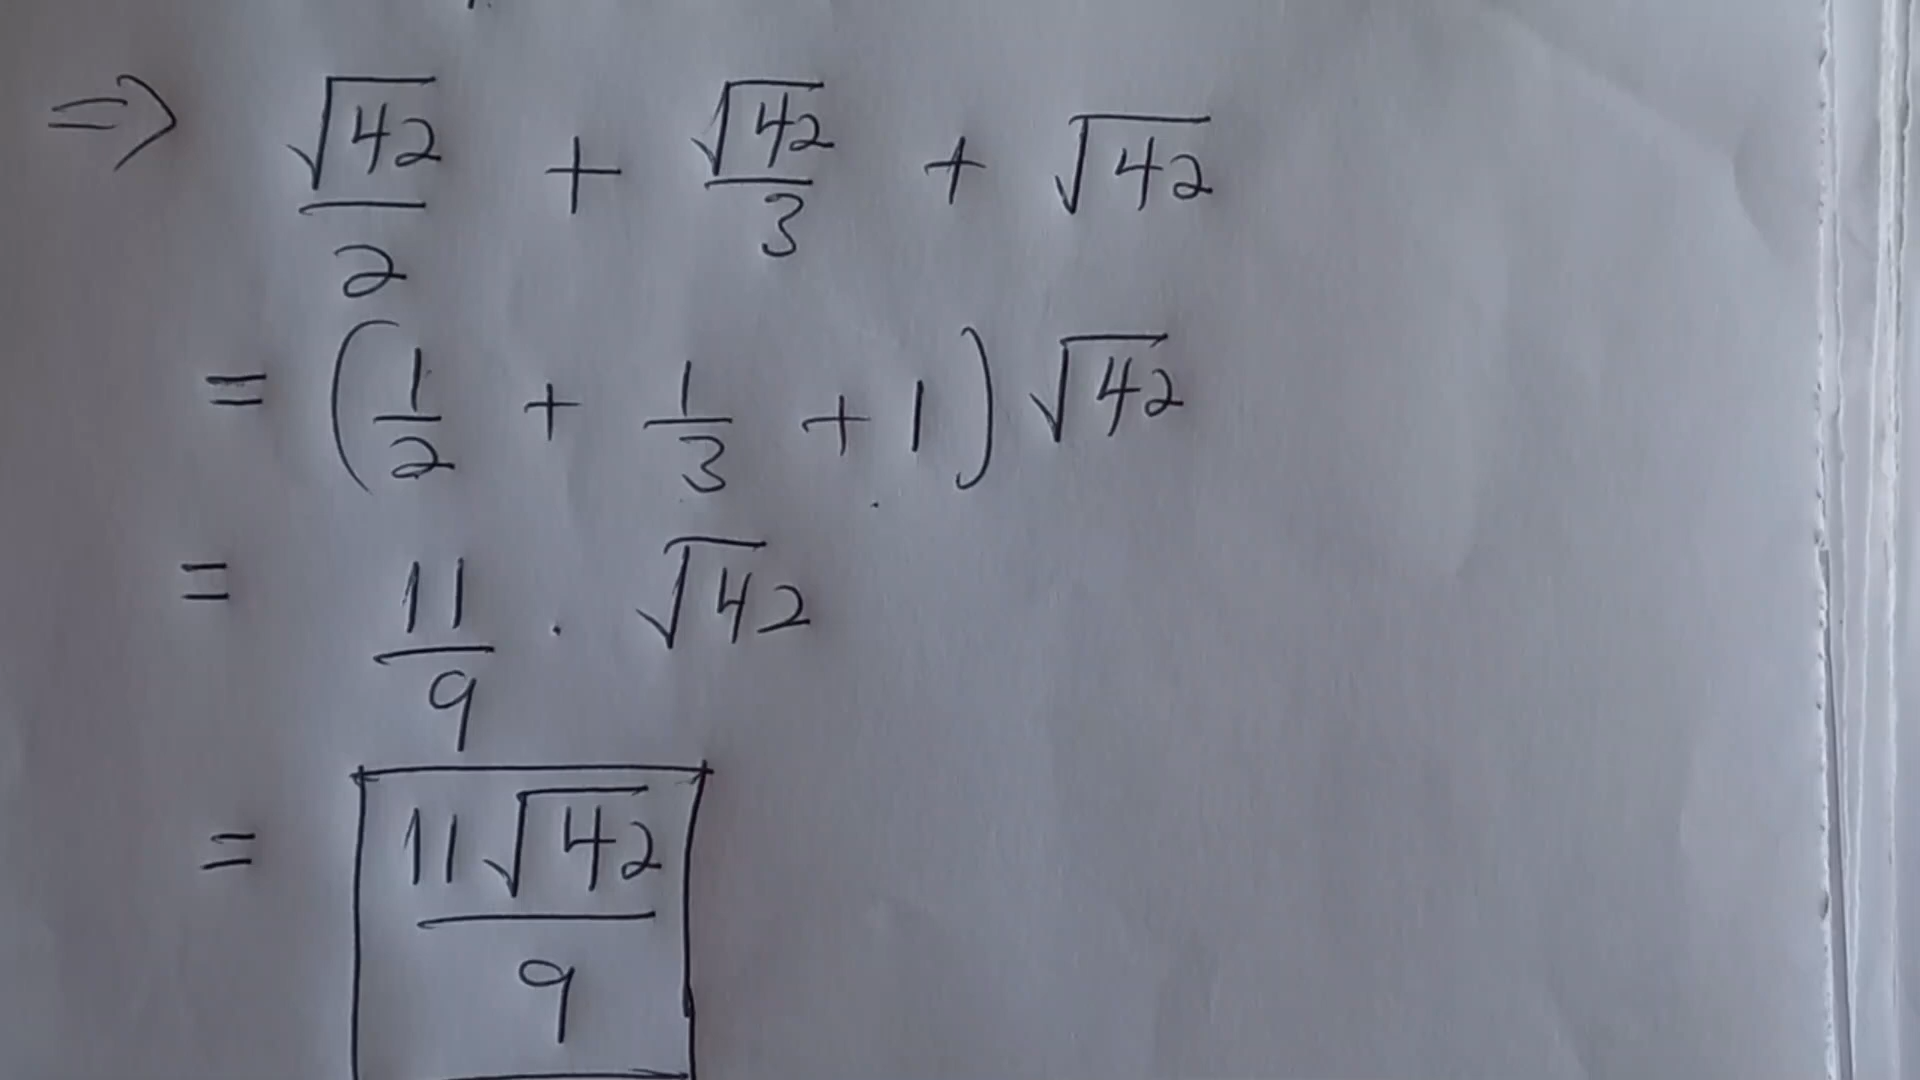 ⇒ √42/2 + √42/3 + √42
= (1/2 + 1/3 + 1) √42
= 11/9 · √42
= 11√42/9